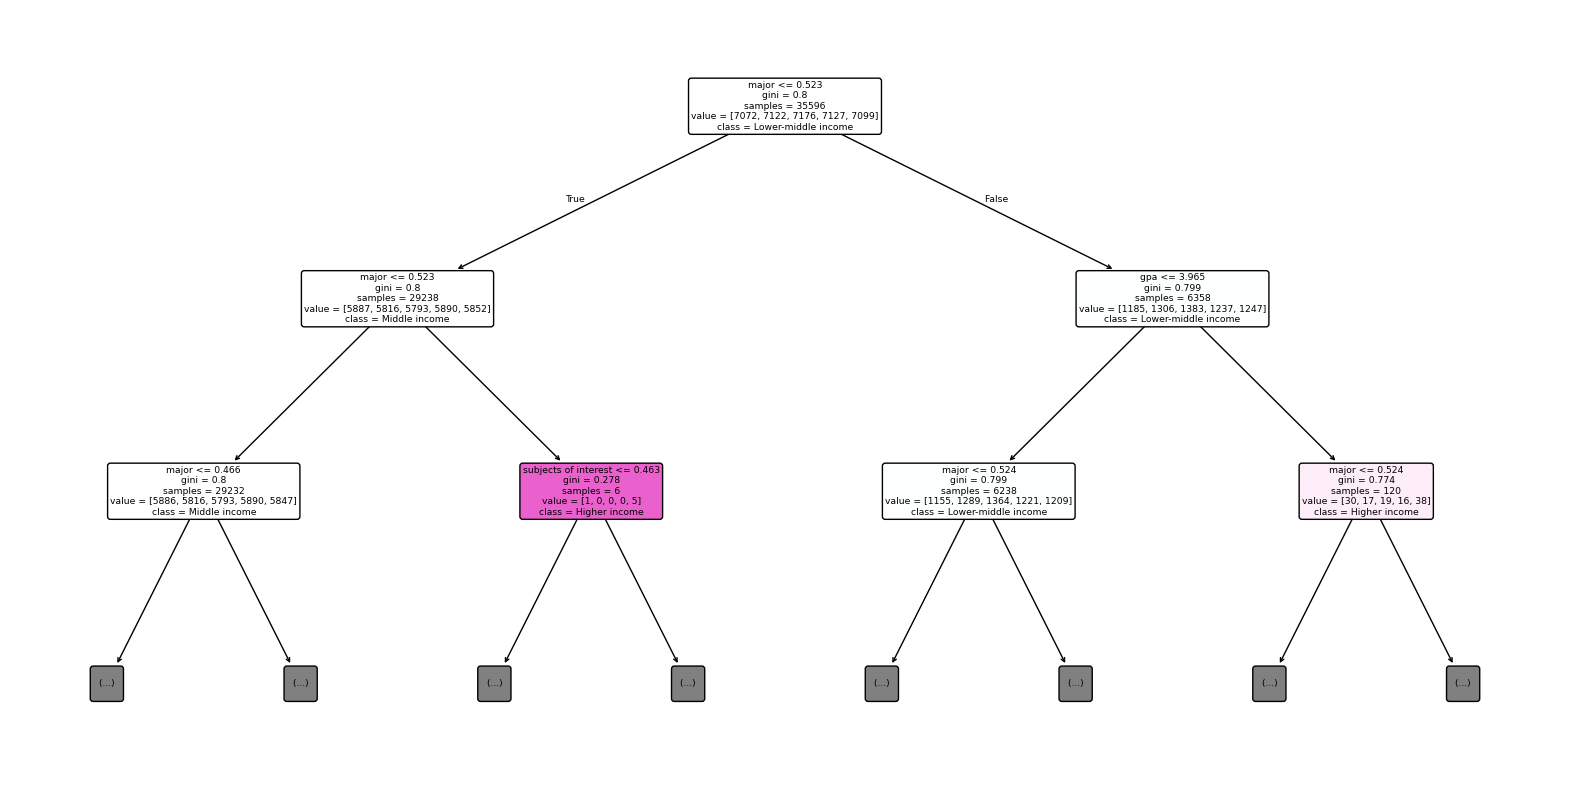 major <= 0.523
gini = 0.8
samples = 35596
value = [7072, 7122, 7176, 7127, 7099]
class = Lower-middle income
True
False
major <= 0.523
gini = 0.8
samples = 29238
value = [5887, 5816, 5793, 5890, 5852]
class = Middle income
gpa <= 3.965
gini = 0.799
samples = 6358
value = [1185, 1306, 1383, 1237, 1247]
class = Lower-middle income
major <= 0.466
gini = 0.8
samples = 29232
value = [5886, 5816, 5793, 5890, 5847]
class = Middle income
subjects of interest <= 0.463
gini = 0.278
samples = 6
value = [1, 0, 0, 0, 5]
class = Higher income
major <= 0.524
gini = 0.799
samples = 6238
value = [1155, 1289, 1364, 1221, 1209]
class = Lower-middle income
major <= 0.524
gini = 0.774
samples = 120
value = [30, 17, 19, 16, 38]
class = Higher income
(...)
(...)
(...)
(...)
(...)
(...)
(...)
(...)